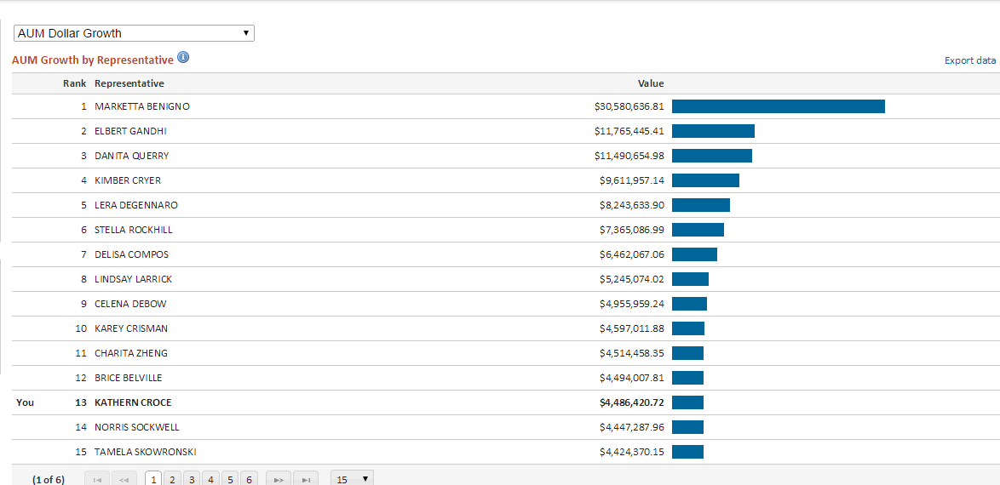 AUM Dollar Growth
AUM Growth by Representative
Export data
Rank Representative Value
1 MARKETTA BENIGNO $30,580,636.81
2 ELBERT GANDHI $11,765,445.41
3 DANITA QUERRY $11,490,654.98
4 KIMBER CRYER $9,611,957.14
5 LERA DEGENNARO $8,243,633.90
6 STELLA ROCKHILL $7,365,086.99
7 DELISA COMPOS $6,462,067.06
8 LINDSAY LARRICK $5,245,074.02
9 CELENA DEBOW $4,955,959.24
10 KAREY CRISMAN $4,597,011.88
11 CHARITA ZHENG $4,514,458.35
12 BRICE BELVILLE $4,494,007.81
You 13 KATHERN CROCE $4,486,420.72
14 NORRIS SOCKWELL $4,447,287.96
15 TAMELA SKOWRONSKI $4,424,370.15
(1 of 6) 1 2 3 4 5 6 15